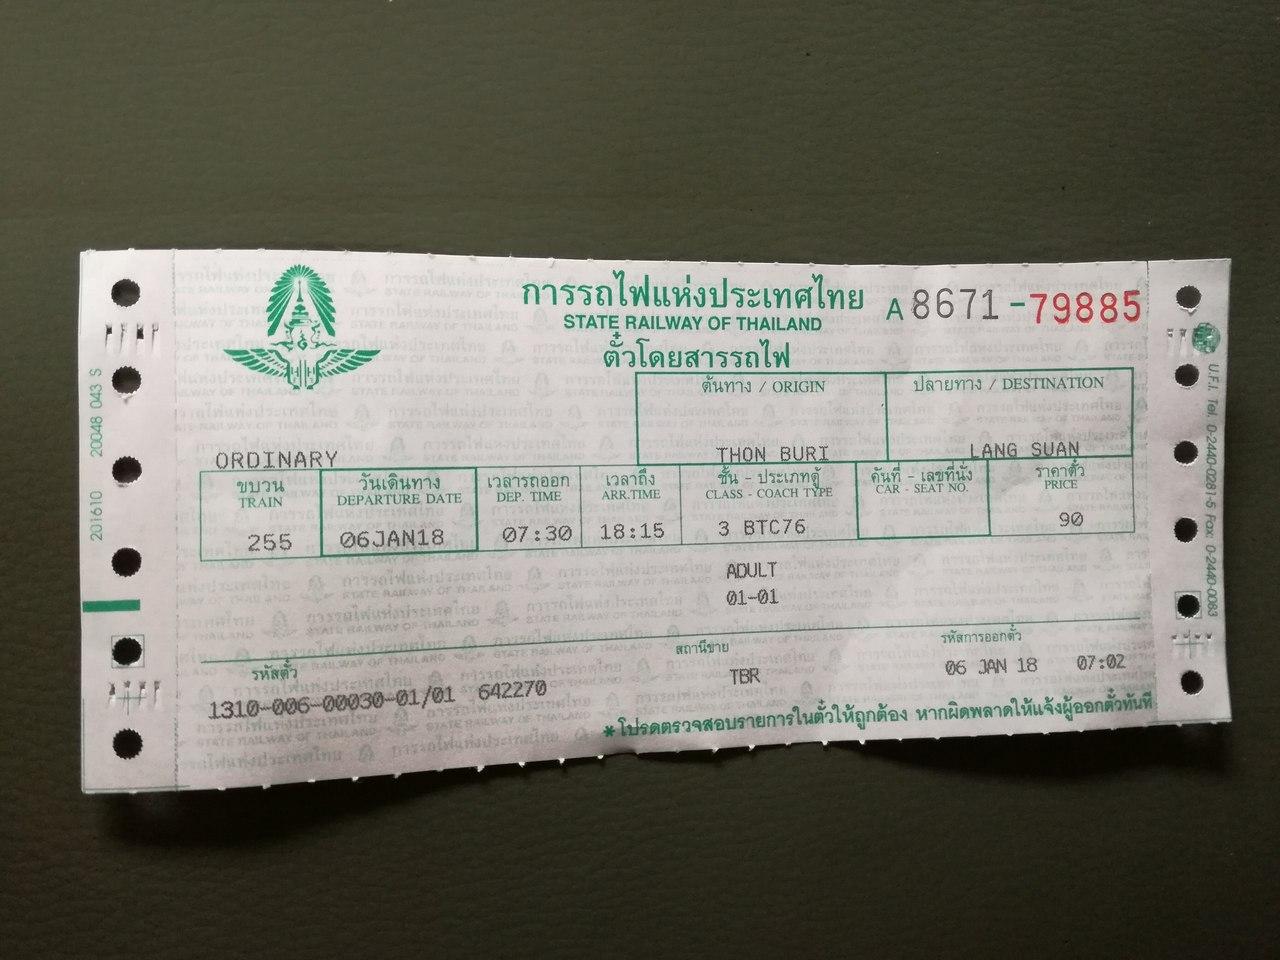 การรถไฟแห่งประเทศไทย
STATE RAILWAY OF THAILAND
ตั๋วโดยสารรถไฟ
A 8671 -79885
ต้นทาง / ORIGIN
ปลายทาง / DESTINATION
ORDINARY
THON BURI
LANG SUAN
ขบวน
TRAIN
255
วันเดินทาง
DEPARTURE DATE
06JAN18
เวลารถออก
DEP. TIME
07:30
เวลาถึง
ARR.TIME
18:15
ชั้น - ประเภทตู้
CLASS - COACH TYPE
3 BTC76
คันที่ - เลขที่นั่ง
CAR - SEAT NO.
ราคาตั๋ว
PRICE
90
ADULT
01-01
รหัสตั๋ว
1310-006-00030-01/01 642270
สถานีขาย
TBR
รหัสการออกตั๋ว
06 JAN 18 07:02
*โปรดตรวจสอบรายการในตั๋วให้ถูกต้อง หากผิดพลาดให้แจ้งผู้ออกตั๋วทันที
201610 20048 043 S
U.F.I. Tel. 0-2440-0281-5 Fax: 0-2440-0083